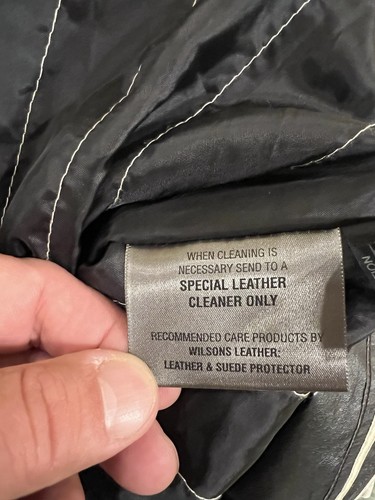 WHEN CLEANING IS
NECESSARY SEND TO A
SPECIAL LEATHER
CLEANER ONLY
RECOMMENDED CARE PRODUCTS BY
WILSONS LEATHER:
LEATHER & SUEDE PROTECTOR